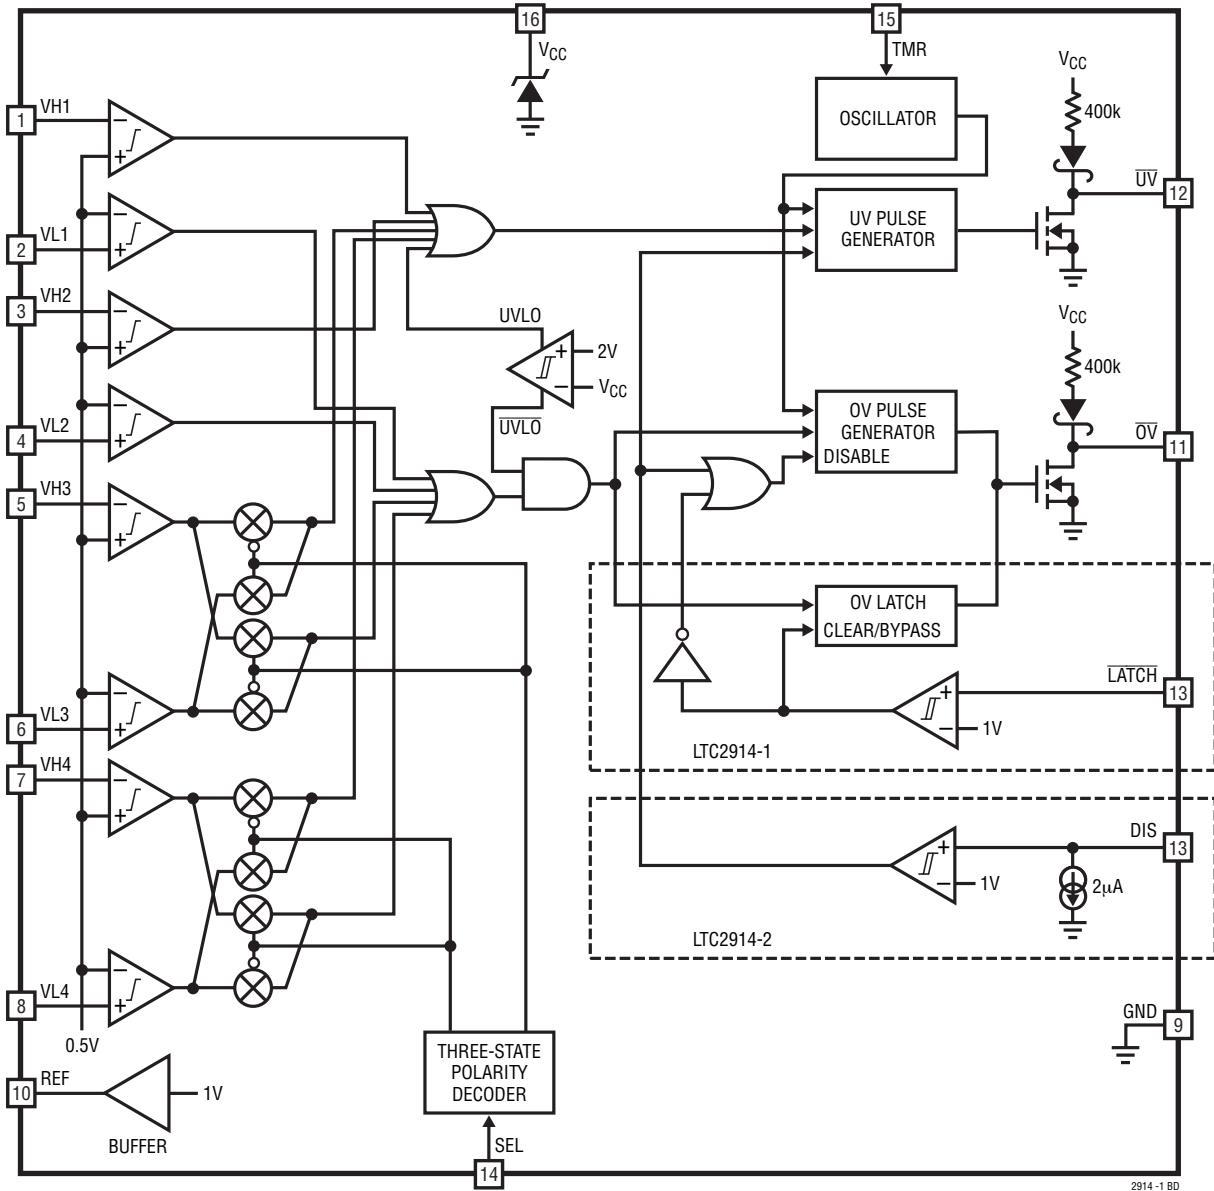 16
VCC
15
TMR
VCC
400k
OSCILLATOR
1
VH1
−
+
UV
12
UV PULSE
GENERATOR
−
+
2
VL1
3
VH2
−
+
UVLO
+
2V
−
VCC
UVLO
VCC
400k
−
+
4
VL2
OV PULSE
GENERATOR
DISABLE
OV
11
5
VH3
−
+
OV LATCH
CLEAR/BYPASS
LATCH
13
+
−
1V
LTC2914-1
−
+
6
VL3
7
VH4
−
+
DIS
13
+
−
1V
2µA
LTC2914-2
−
+
8
VL4
0.5V
GND
9
THREE-STATE
POLARITY
DECODER
10
REF
1V
BUFFER
SEL
14
2914 -1 BD